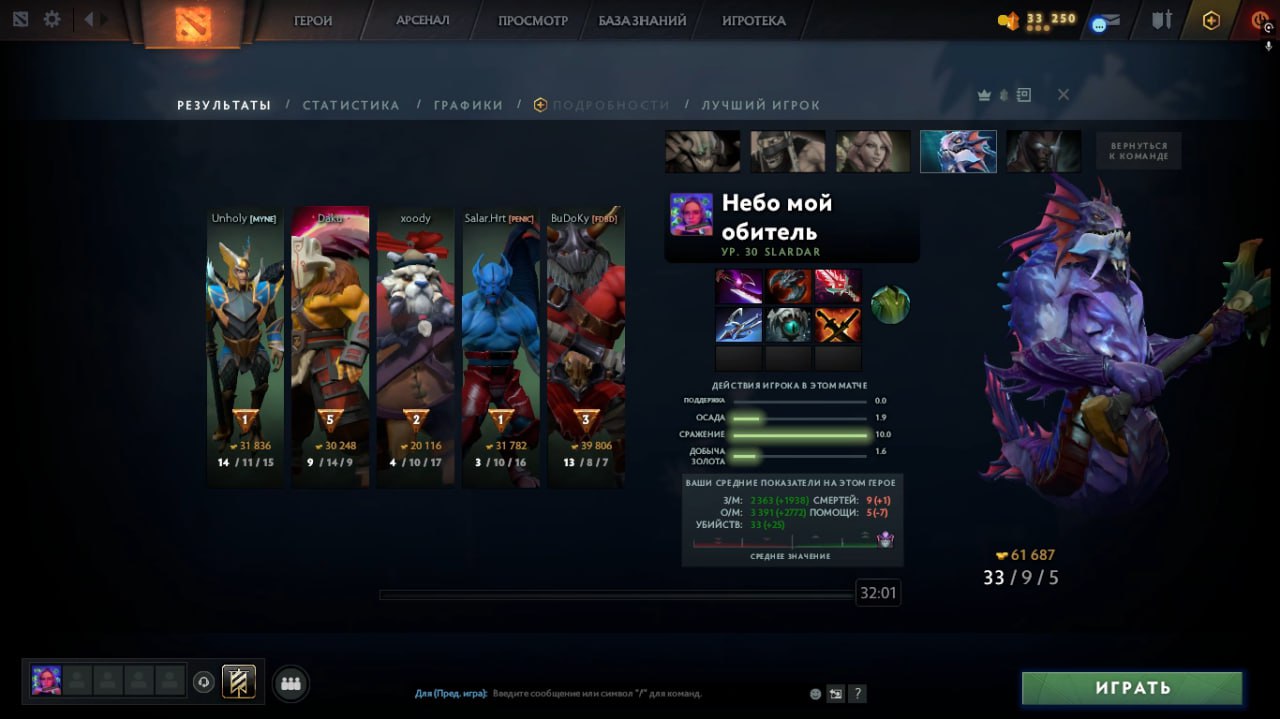 ГЕРОИ
АРСЕНАЛ
ПРОСМОТР
БАЗА ЗНАНИЙ
ИГРОТЕКА
33 250
РЕЗУЛЬТАТЫ / СТАТИСТИКА / ГРАФИКИ / ПОДРОБНОСТИ / ЛУЧШИЙ ИГРОК
ВЕРНУТЬСЯ
К КОМАНДЕ
Небо мой
обитель
УР. 30 SLARDAR
Unholy [MYNE]
Daku
xoody
Salar.Hrt [PENIC]
BuDoKy [FDBD]
1
5
2
1
3
31 836
30 248
20 116
31 782
39 806
14 / 11 / 15
9 / 14 / 9
4 / 10 / 17
3 / 10 / 16
13 / 8 / 7
ДЕЙСТВИЯ ИГРОКА В ЭТОМ МАТЧЕ
ПОДДЕРЖКА 0.0
ОСАДА 1.9
СРАЖЕНИЕ 10.0
ДОБЫЧА
ЗОЛОТА 1.6
ВАШИ СРЕДНИЕ ПОКАЗАТЕЛИ НА ЭТОМ ГЕРОЕ
З/М: 2 363 (+1938) СМЕРТЕЙ: 9 (+1)
О/М: 3 391 (+2772) ПОМОЩИ: 5 (-7)
УБИЙСТВ: 33 (+25)
СРЕДНЕЕ ЗНАЧЕНИЕ
61 687
33 / 9 / 5
32:01
Для (Пред. игра): Введите сообщение или символ "/" для команд.
?
ИГРАТЬ